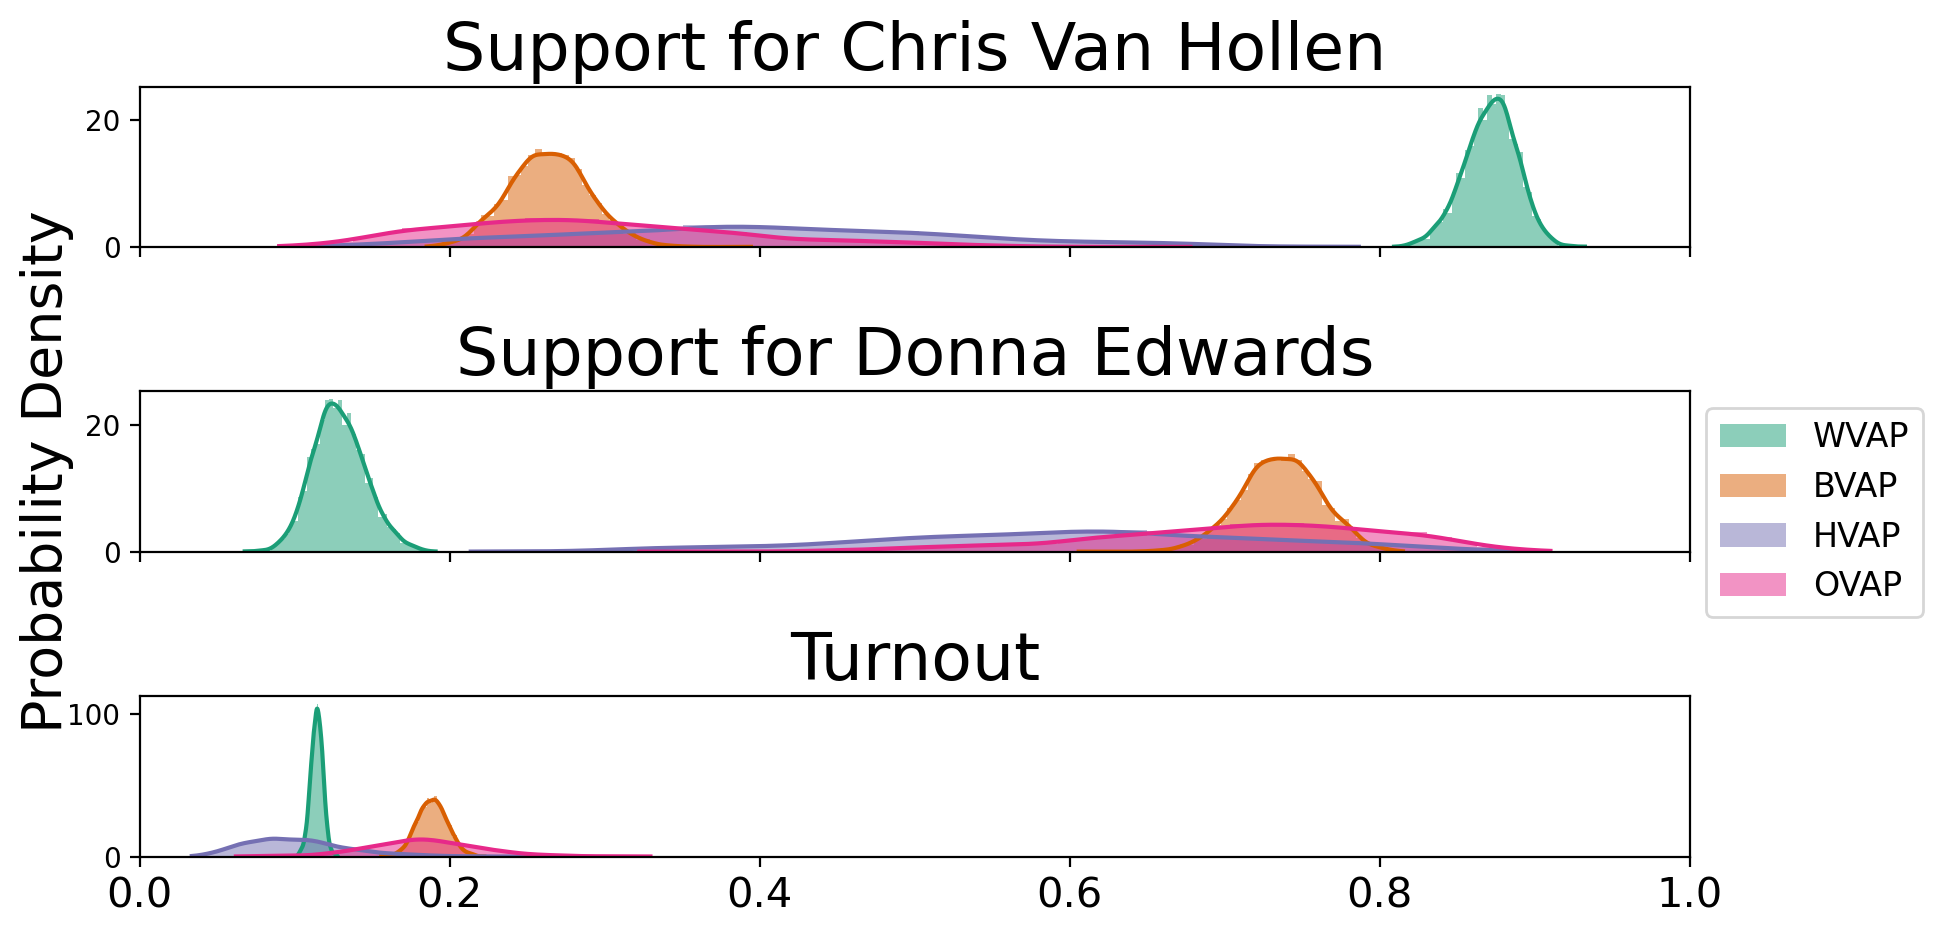 Support for Chris Van Hollen
20
0
Support for Donna Edwards
20
0
Probability Density
WVAP
BVAP
HVAP
OVAP
Turnout
100
0
0.0 0.2 0.4 0.6 0.8 1.0